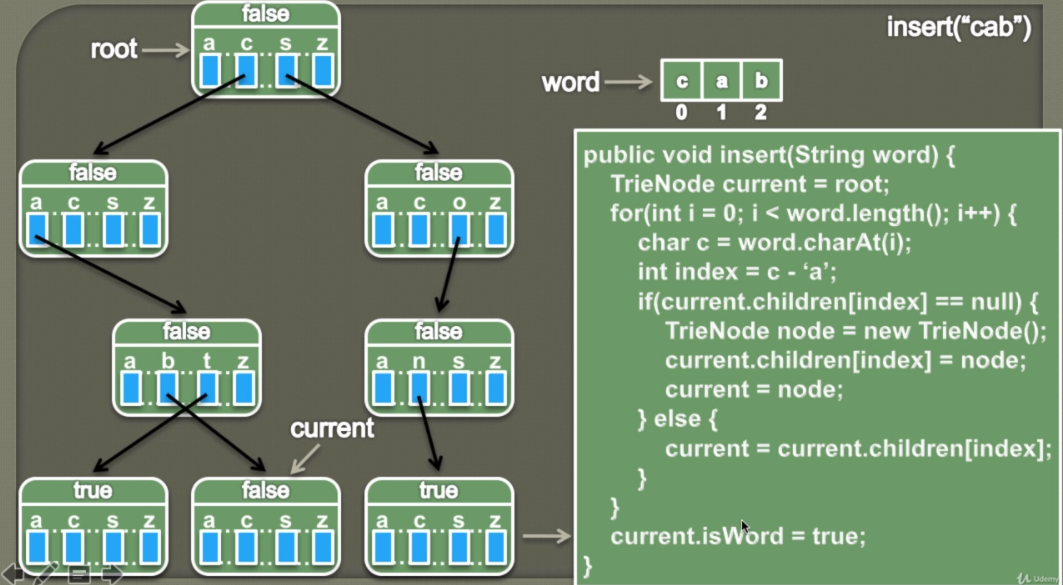 false
insert("cab")
root
a c s z
word
c a b
0 1 2
false
a c s z
false
a c o z
false
a b t z
false
a n s z
current
true
a c s z
false
a c s z
true
a c s z
public void insert(String word) {
TrieNode current = root;
for(int i = 0; i < word.length(); i++) {
char c = word.charAt(i);
int index = c - ‘a’;
if(current.children[index] == null) {
TrieNode node = new TrieNode();
current.children[index] = node;
current = node;
} else {
current = current.children[index];
}
}
current.isWord = true;
}
Udemy